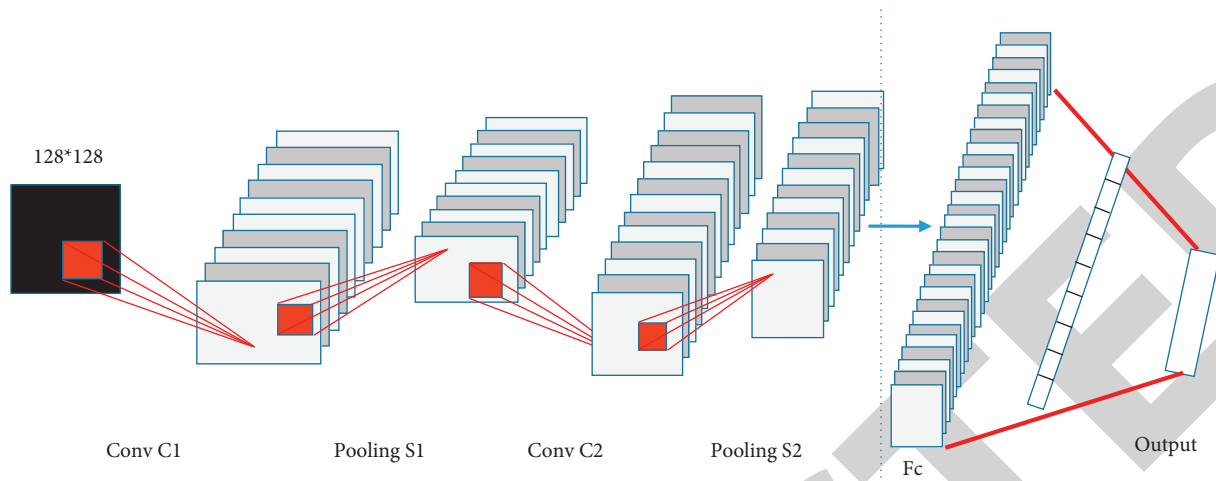 128*128
Conv C1
Pooling S1
Conv C2
Pooling S2
Fc
Output